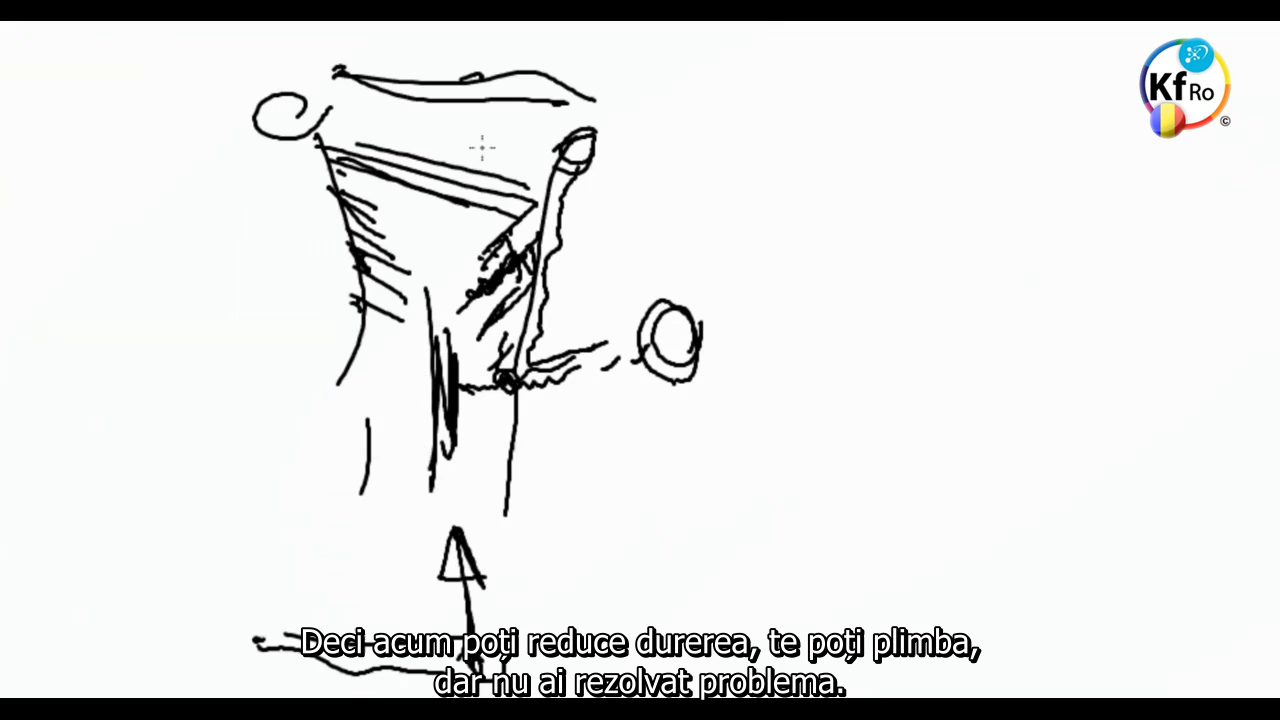 Kf Ro
©
Deci acum poți reduce durerea, te poți plimba,
dar nu ai rezolvat problema.